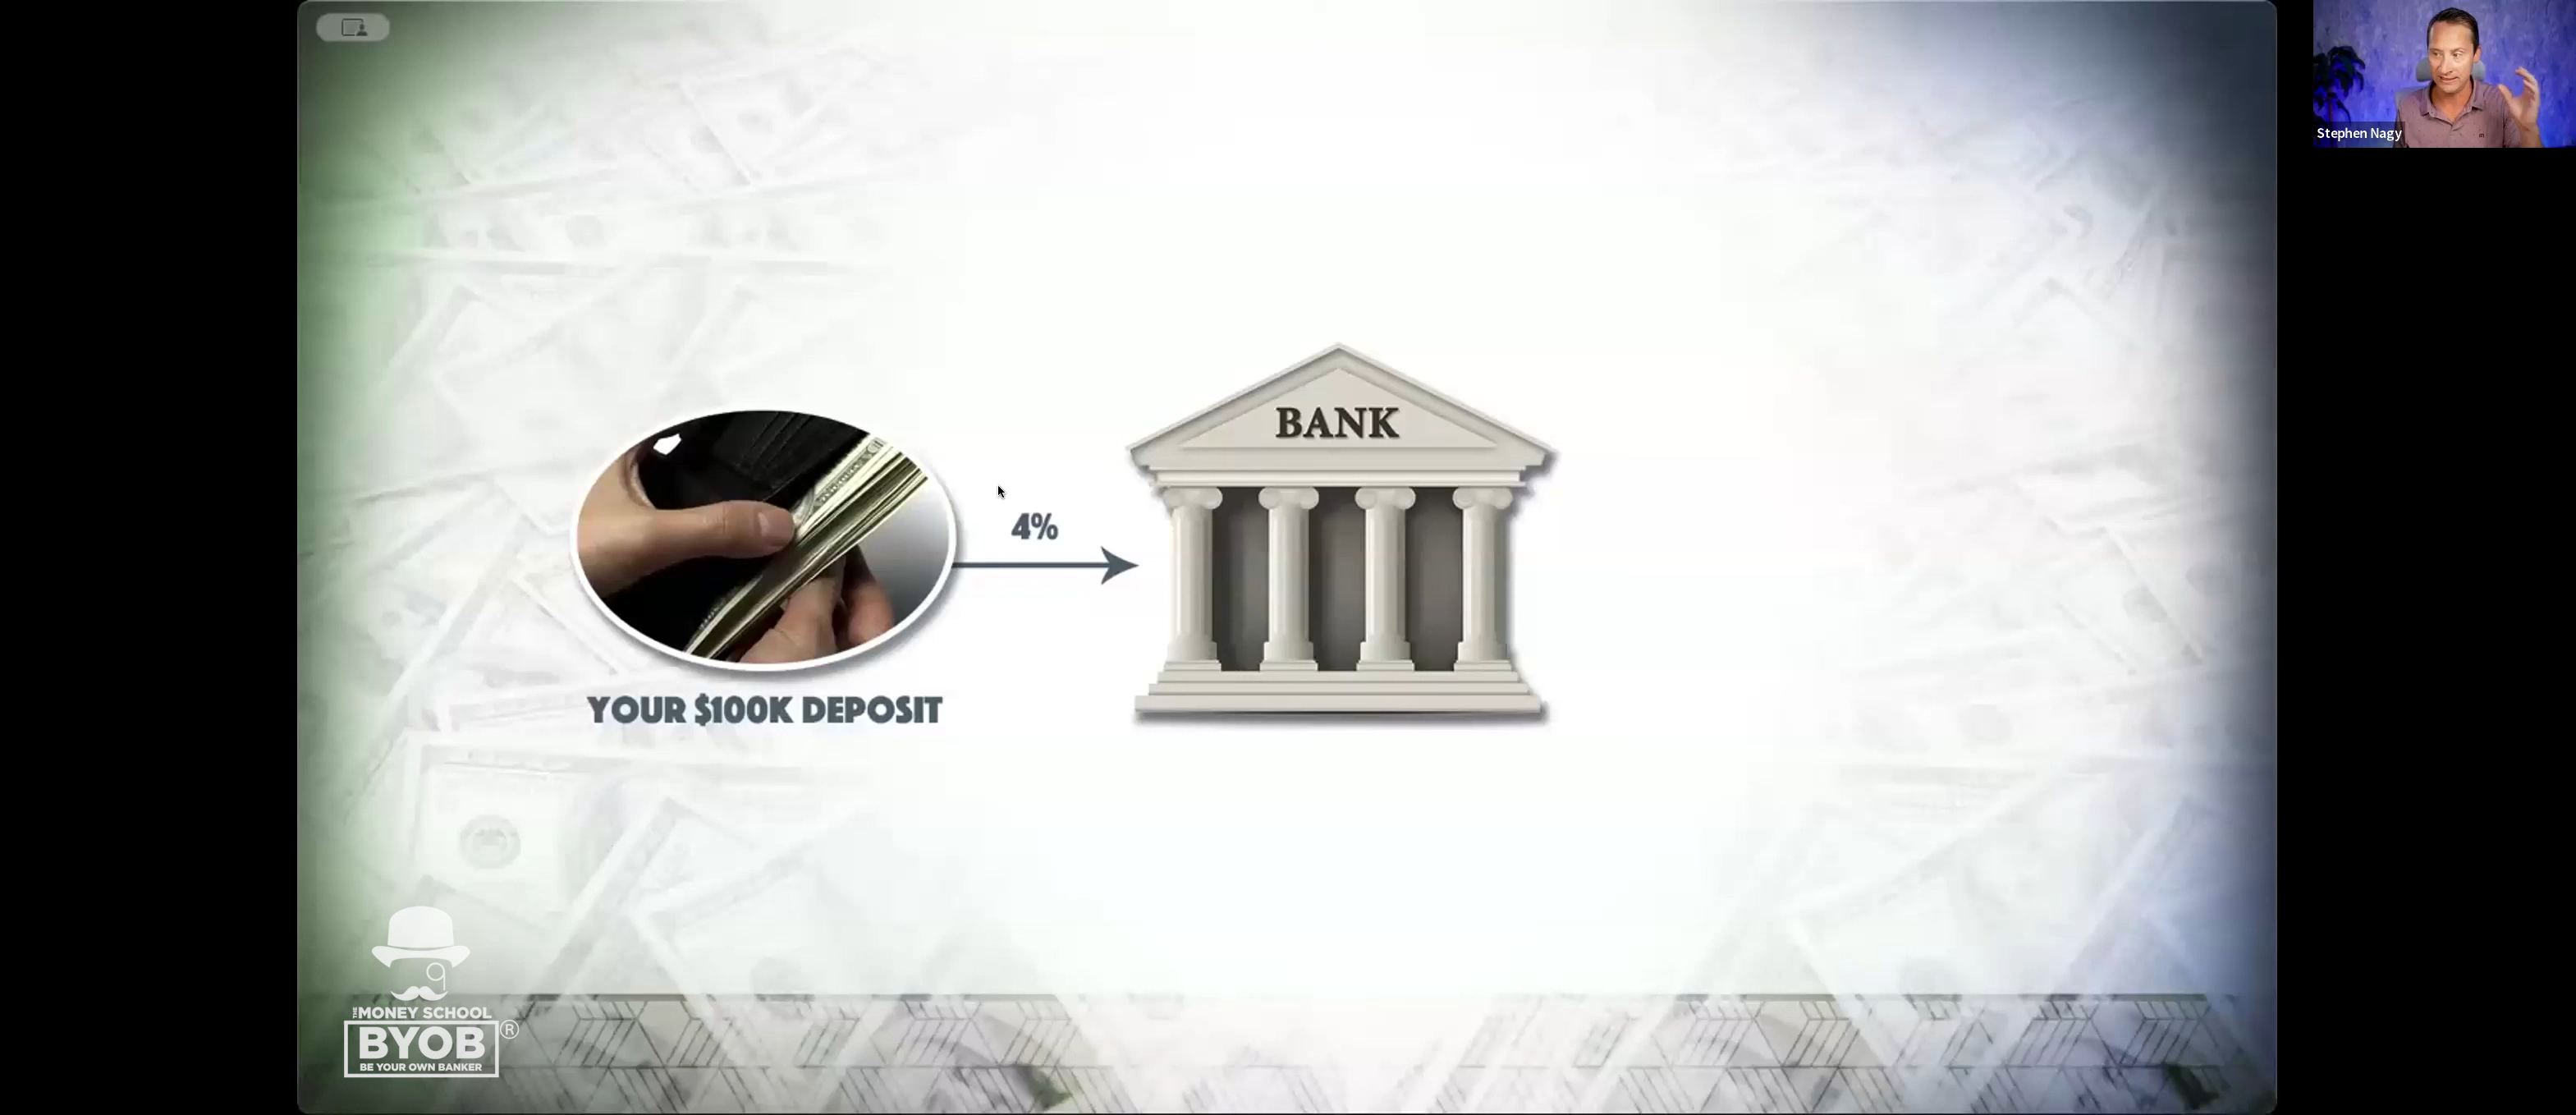 Stephen Nagy
BANK
4%
YOUR $100K DEPOSIT
THE MONEY SCHOOL
BYOB ®
BE YOUR OWN BANKER